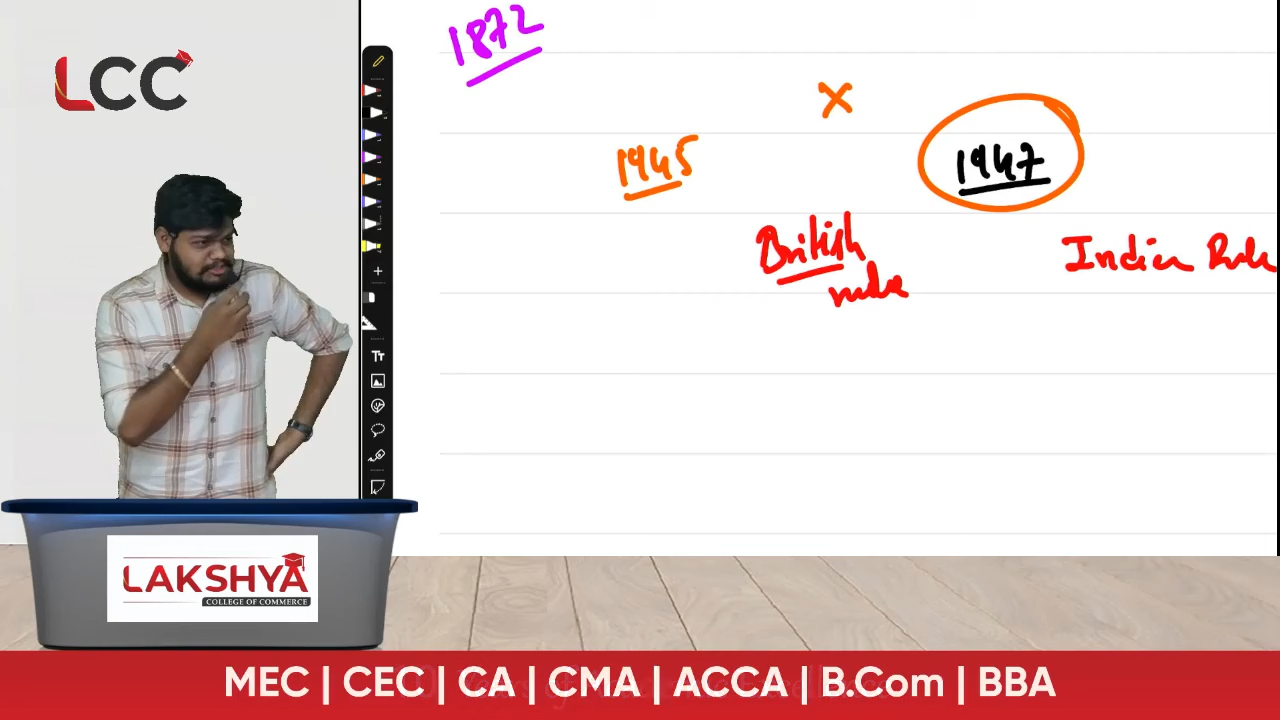 LCC
1872
X
1945
1947
British
rule
Indian Rule
Tt
LAKSHYA
COLLEGE OF COMMERCE
MEC | CEC | CA | CMA | ACCA | B.Com | BBA